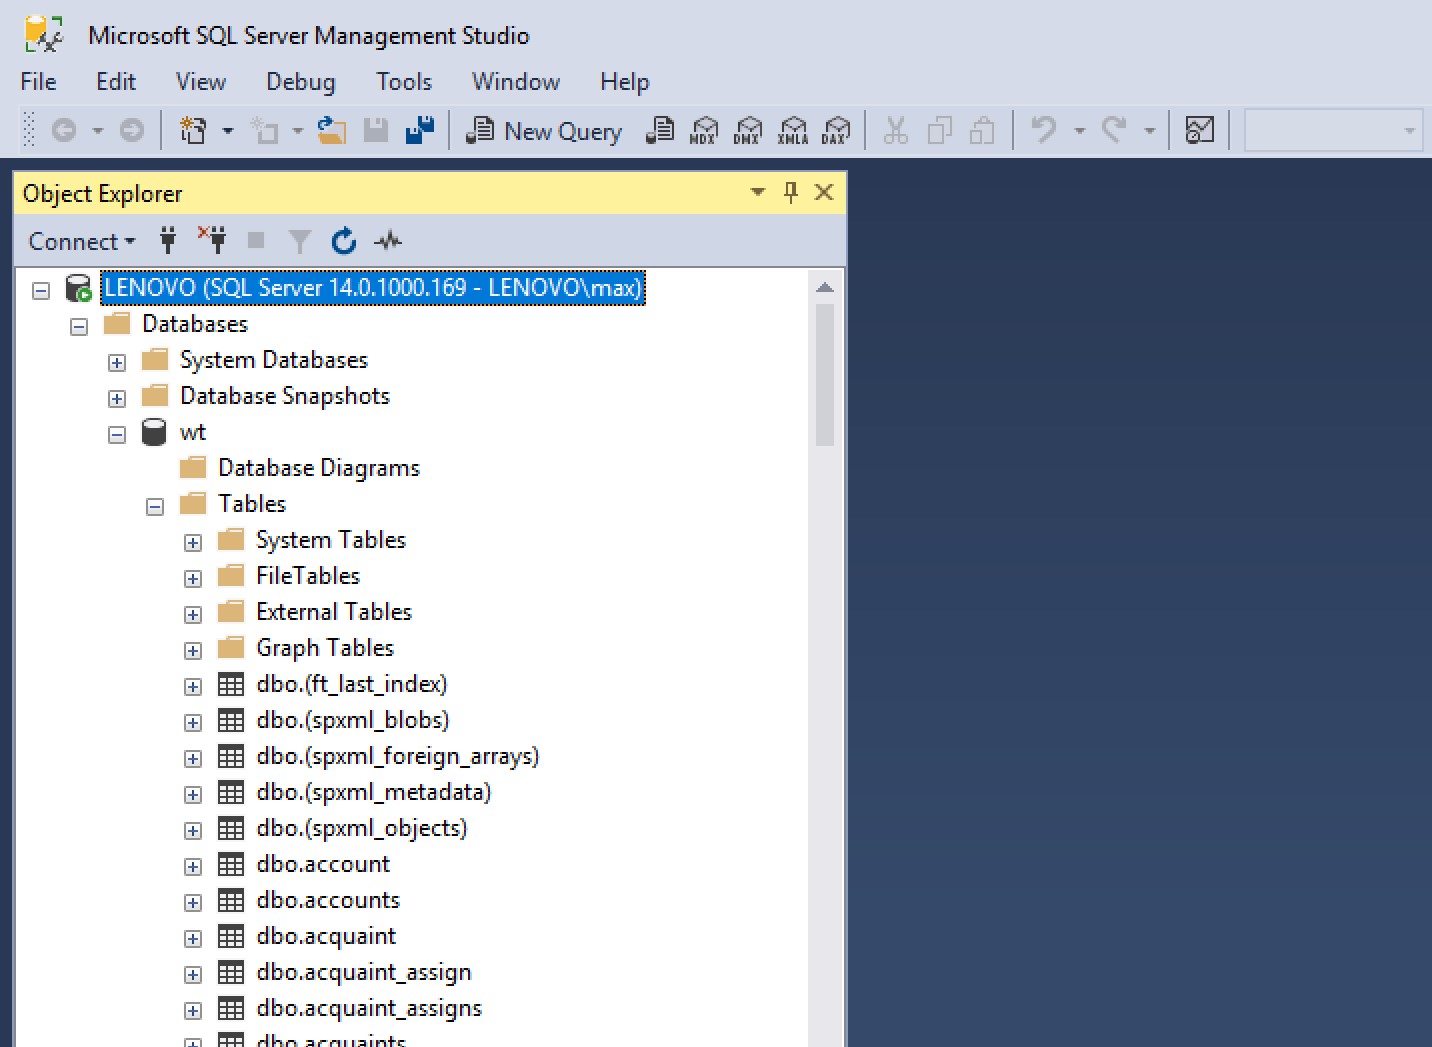 Microsoft SQL Server Management Studio
File Edit View Debug Tools Window Help
New Query MDX DMX XMLA DAX
Object Explorer
Connect
LENOVO (SQL Server 14.0.1000.169 - LENOVO\max)
Databases
System Databases
Database Snapshots
wt
Database Diagrams
Tables
System Tables
FileTables
External Tables
Graph Tables
dbo.(ft_last_index)
dbo.(spxml_blobs)
dbo.(spxml_foreign_arrays)
dbo.(spxml_metadata)
dbo.(spxml_objects)
dbo.account
dbo.accounts
dbo.acquaint
dbo.acquaint_assign
dbo.acquaint_assigns
dbo.acquaints